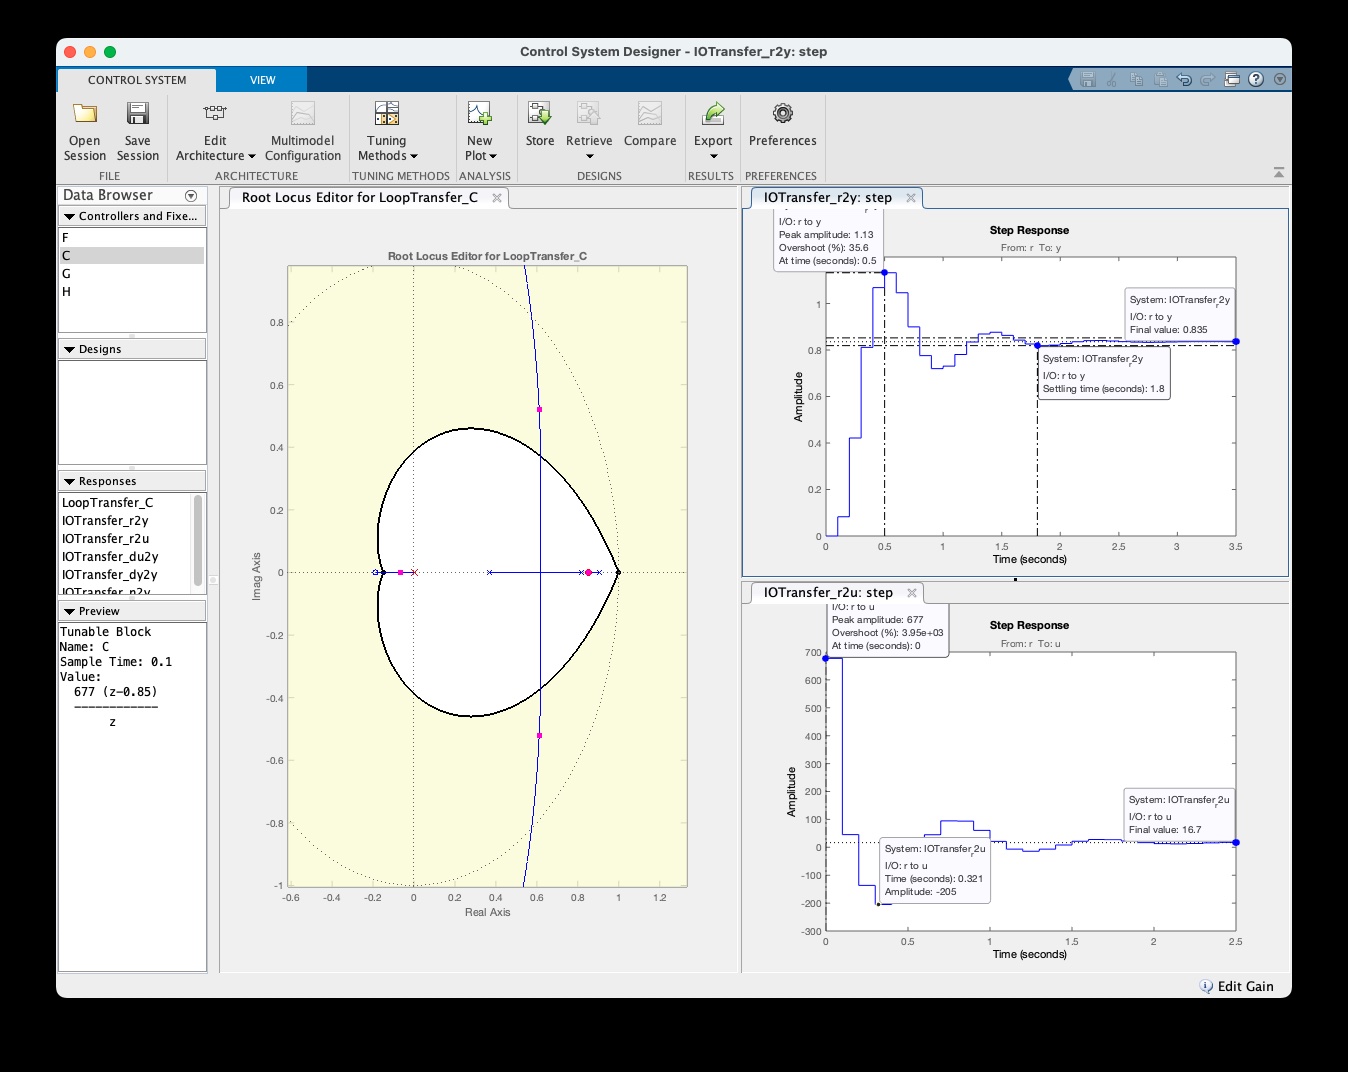 Control System Designer - IOTransfer_r2y: step
CONTROL SYSTEM
VIEW
Open Session
Save Session
Edit Architecture
Multimodel Configuration
Tuning Methods
New Plot
Store
Retrieve
Compare
Export
Preferences
FILE
ARCHITECTURE
TUNING METHODS
ANALYSIS
DESIGNS
RESULTS
PREFERENCES
Data Browser
Controllers and Fixe...
F
C
G
H
Designs
Responses
LoopTransfer_C
IOTransfer_r2y
IOTransfer_r2u
IOTransfer_du2y
IOTransfer_dy2y
IOTransfer_n2y
Preview
Tunable Block
Name: C
Sample Time: 0.1
Value:
677 (z-0.85)
------------
z
Root Locus Editor for LoopTransfer_C
Root Locus Editor for LoopTransfer_C
0.8
0.6
0.4
0.2
0
-0.2
-0.4
-0.6
-0.8
-1
Imag Axis
-0.6 -0.4 -0.2 0 0.2 0.4 0.6 0.8 1 1.2
Real Axis
IOTransfer_r2y: step
Step Response
From: r To: y
I/O: r to y
Peak amplitude: 1.13
Overshoot (%): 35.6
At time (seconds): 0.5
System: IOTransfer_r2y
I/O: r to y
Final value: 0.835
System: IOTransfer_r2y
I/O: r to y
Settling time (seconds): 1.8
1
0.8
0.6
0.4
0.2
0
Amplitude
0 0.5 1 1.5 2 2.5 3 3.5
Time (seconds)
IOTransfer_r2u: step
Step Response
From: r To: u
I/O: r to u
Peak amplitude: 677
Overshoot (%): 3.95e+03
At time (seconds): 0
System: IOTransfer_r2u
I/O: r to u
Final value: 16.7
System: IOTransfer_r2u
I/O: r to u
Time (seconds): 0.321
Amplitude: -205
700
600
500
400
300
200
100
0
-100
-200
-300
Amplitude
0 0.5 1 1.5 2 2.5
Time (seconds)
Edit Gain